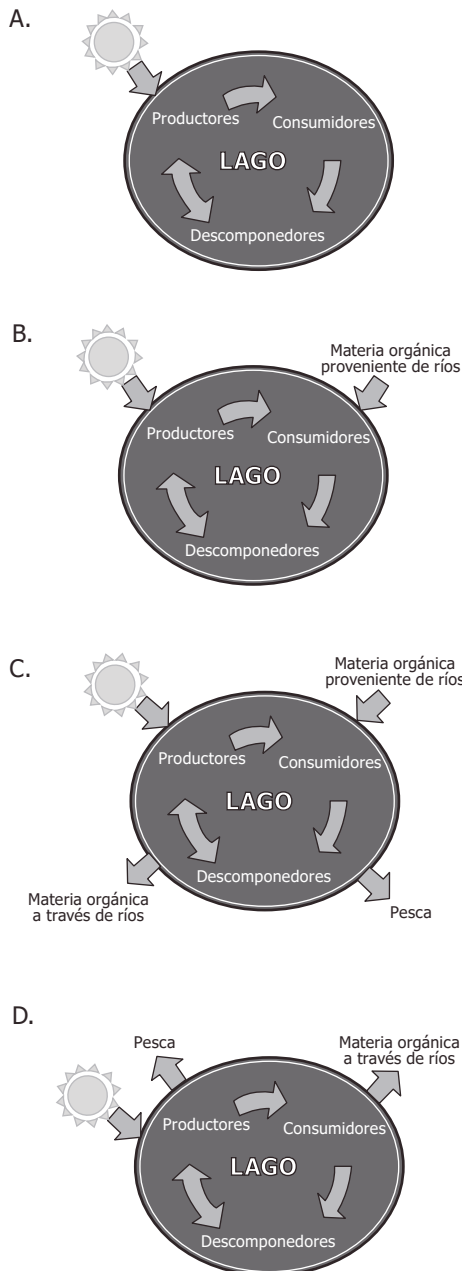 A.
Productores
Consumidores
LAGO
Descomponedores
B.
Materia orgánica
proveniente de ríos
Productores
Consumidores
LAGO
Descomponedores
C.
Materia orgánica
proveniente de ríos
Productores
Consumidores
LAGO
Descomponedores
Materia orgánica
a través de ríos
Pesca
D.
Pesca
Materia orgánica
a través de ríos
Productores
Consumidores
LAGO
Descomponedores